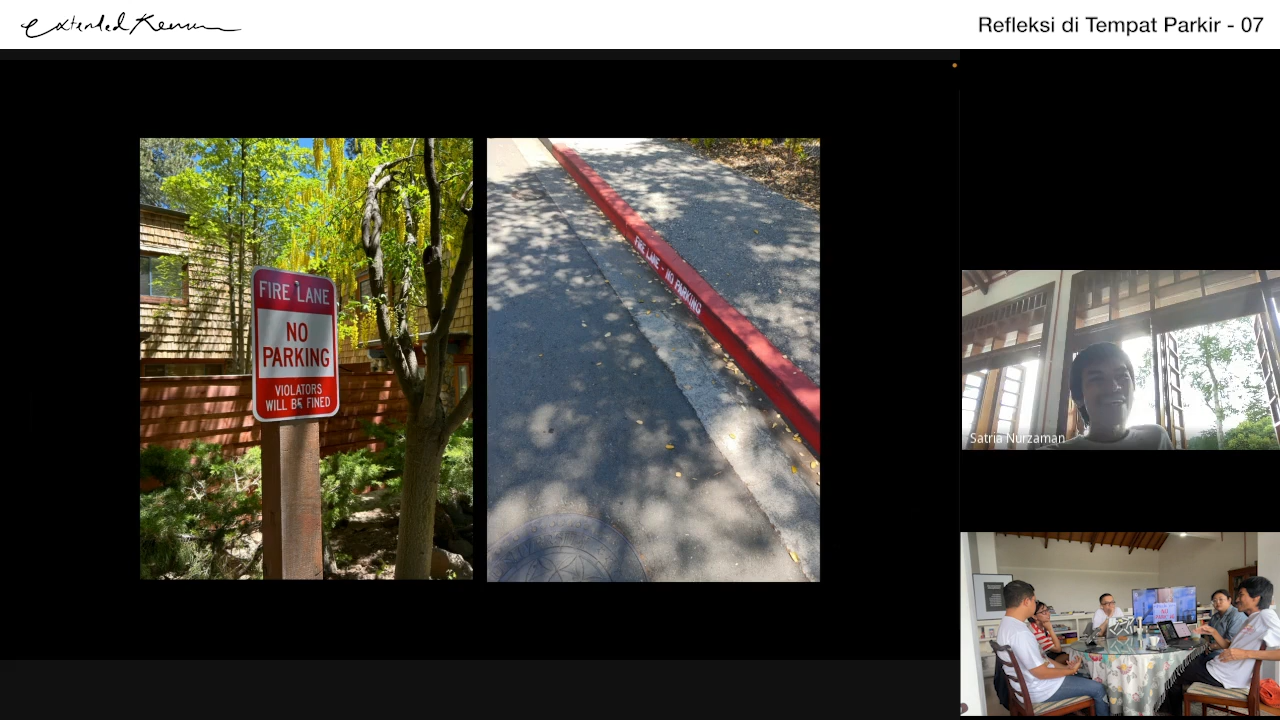 Extended Kenun
Refleksi di Tempat Parkir - 07
FIRE LANE
NO
PARKING
VIOLATORS
WILL BE FINED
FIRE LANE - NO PARKING
Satria Nurzaman